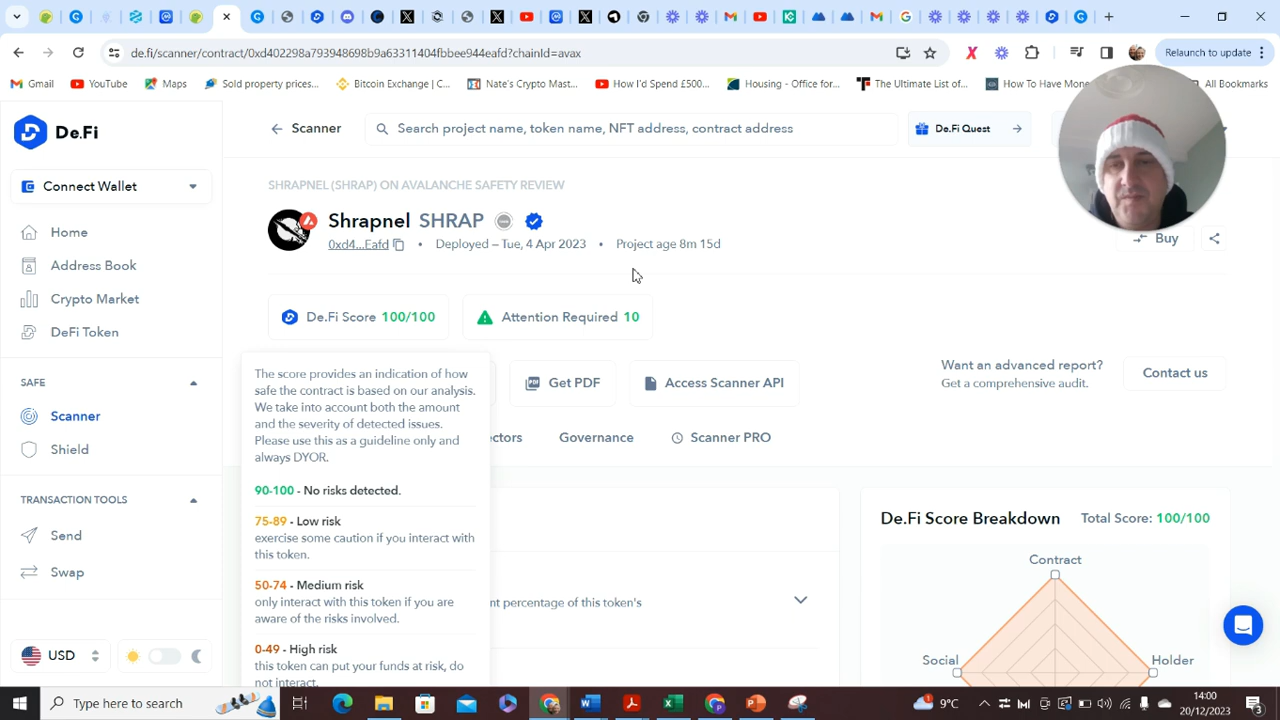 de.fi/scanner/contract/0xd402298a793948698b9a63311404fbbee944eafd?chainId=avax
Relaunch to update
Gmail
YouTube
Maps
Sold property prices...
Bitcoin Exchange | C...
Nate's Crypto Mast...
How I'd Spend £500...
Housing - Office for...
The Ultimate List of...
How To Have Mone
All Bookmarks
De.Fi
Scanner
Search project name, token name, NFT address, contract address
De.Fi Quest
Connect Wallet
SHRAPNEL (SHRAP) ON AVALANCHE SAFETY REVIEW
Shrapnel SHRAP
0xd4...Eafd • Deployed – Tue, 4 Apr 2023 • Project age 8m 15d
Buy
Home
Address Book
Crypto Market
DeFi Token
De.Fi Score 100/100
Attention Required 10
SAFE
Scanner
Shield
TRANSACTION TOOLS
Send
Swap
USD
The score provides an indication of how
safe the contract is based on our analysis.
We take into account both the amount
and the severity of detected issues.
Please use this as a guideline only and
always DYOR.
90-100 - No risks detected.
75-89 - Low risk
exercise some caution if you interact with
this token.
50-74 - Medium risk
only interact with this token if you are
aware of the risks involved.
0-49 - High risk
this token can put your funds at risk, do
not interact.
Get PDF
Access Scanner API
Want an advanced report?
Get a comprehensive audit.
Contact us
ectors
Governance
Scanner PRO
nt percentage of this token's
De.Fi Score Breakdown
Total Score: 100/100
Contract
Social
Holder
Type here to search
9°C
14:00
20/12/2023